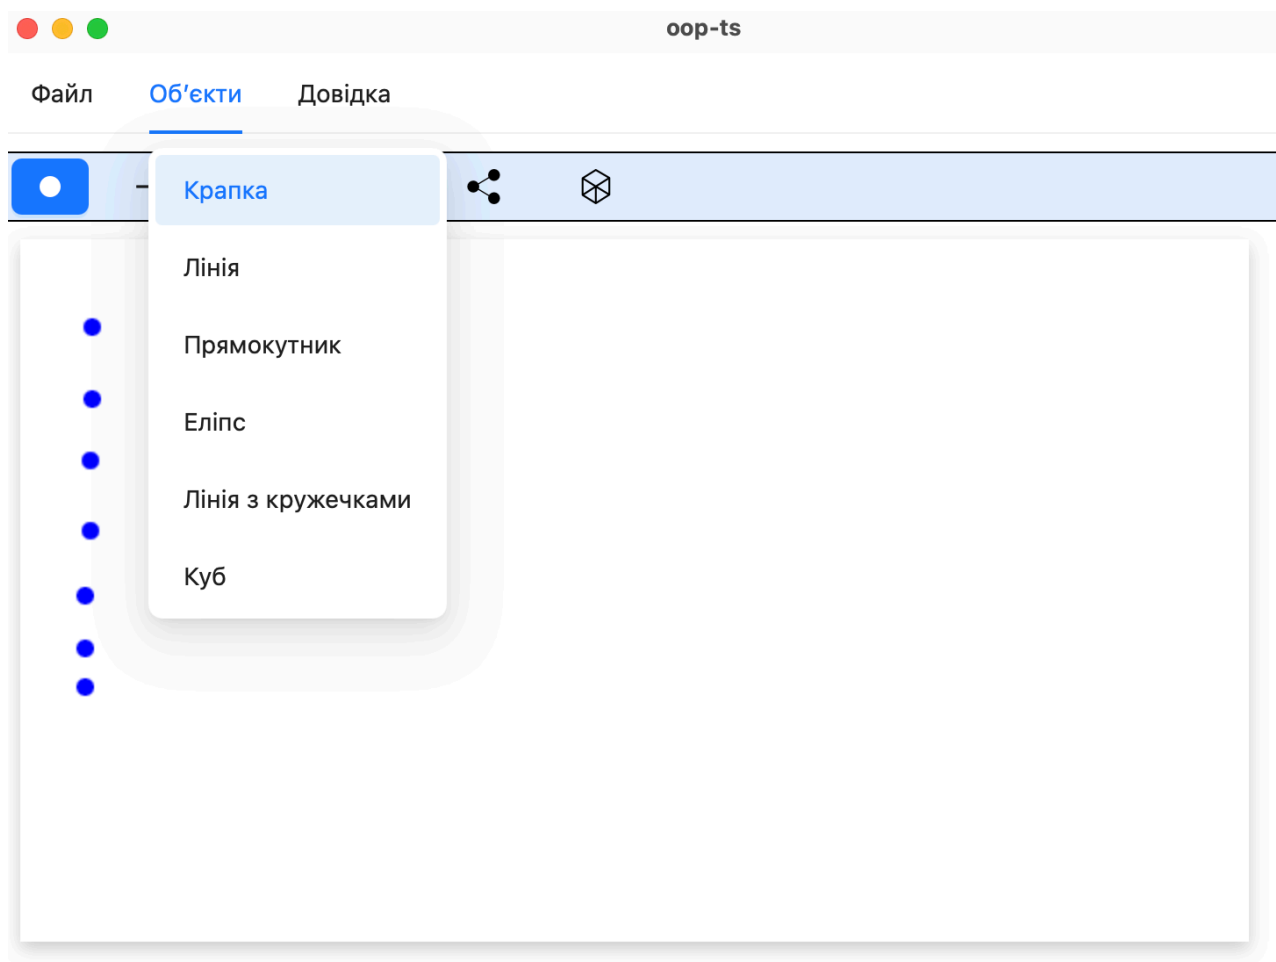 oop-ts
Файл Об'єкти Довідка
Крапка
Лінія
Прямокутник
Еліпс
Лінія з кружечками
Куб